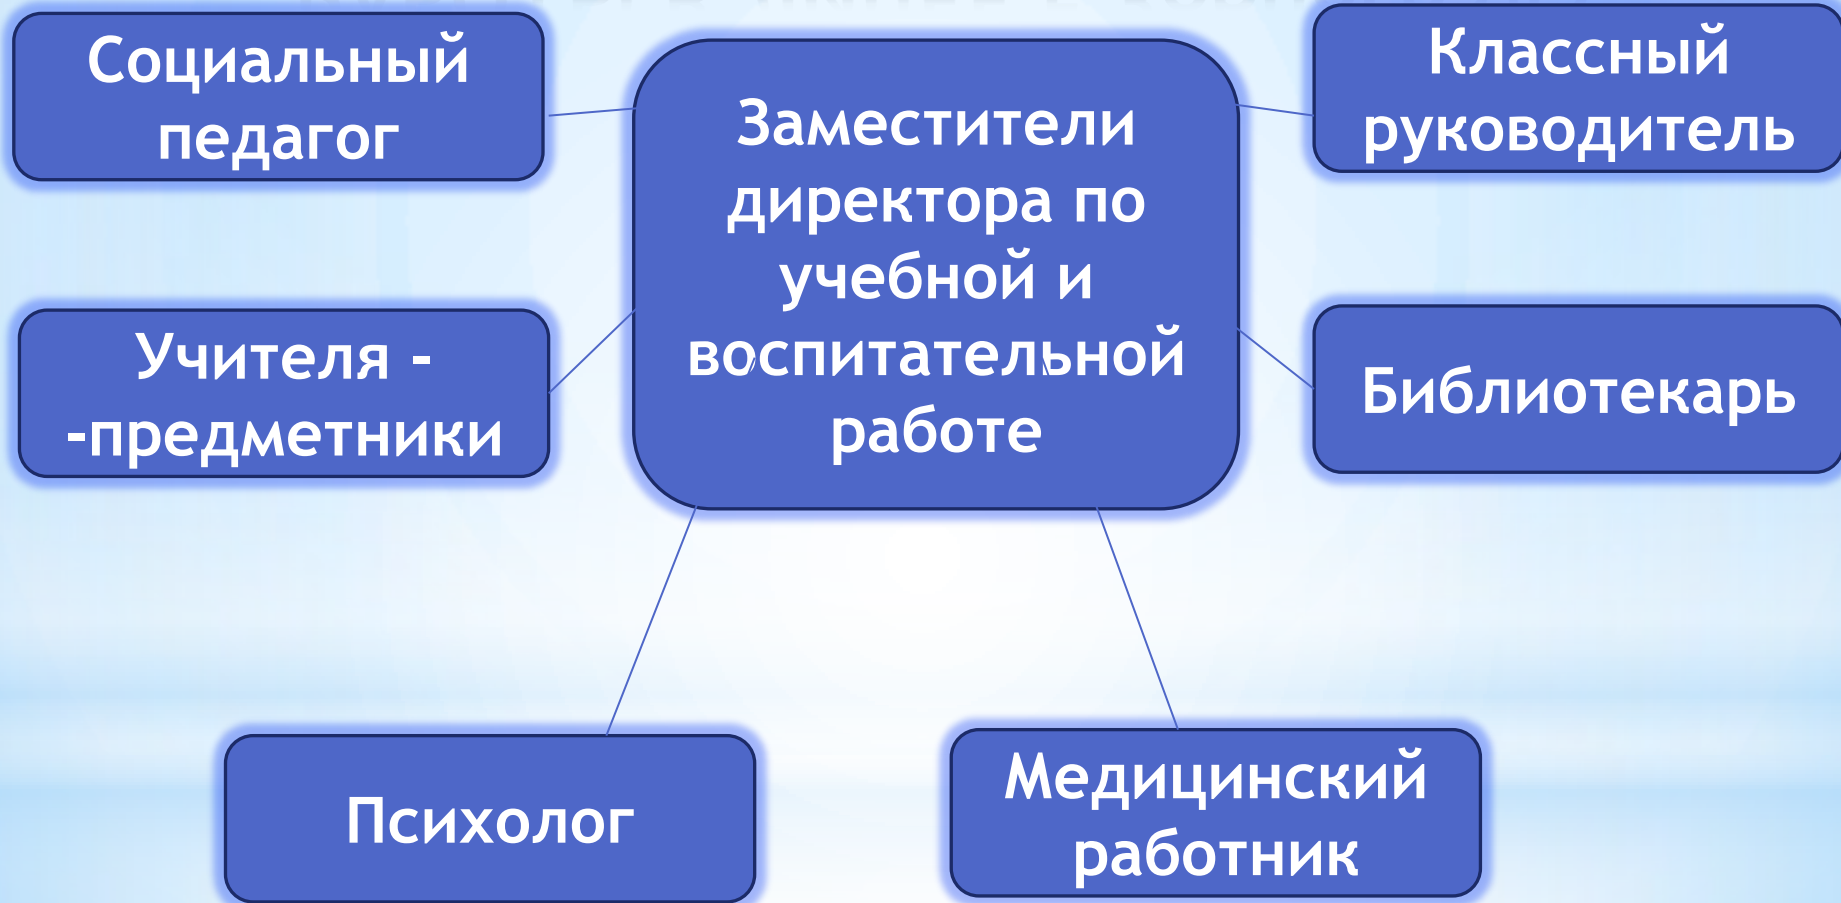 Социальный
педагог
Заместители
директора по
учебной и
воспитательной
работе
Классный
руководитель
Учителя -
-предметники
Библиотекарь
Психолог
Медицинский
работник